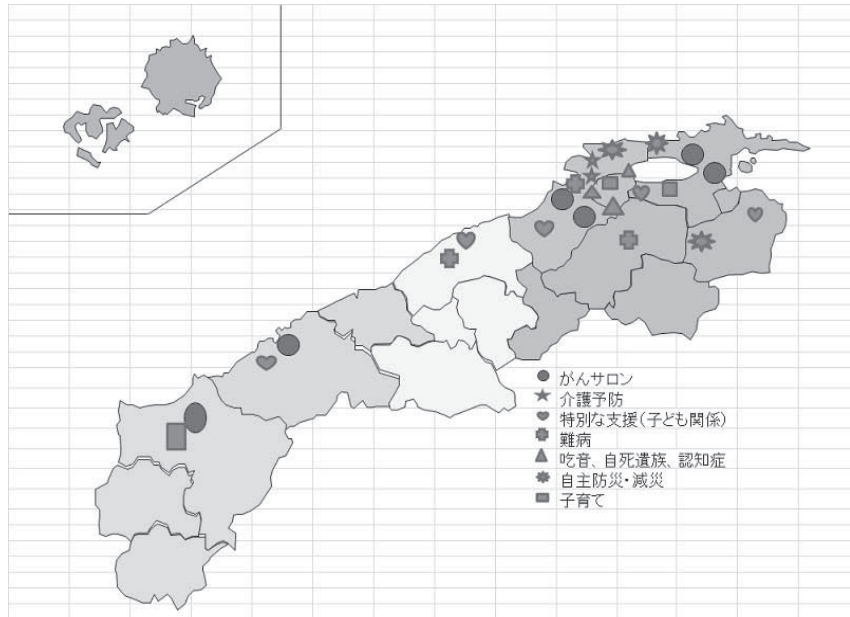 がんサロン
介護予防
特別な支援(子ども関係)
難病
吃音、自死遺族、認知症
自主防災・減災
子育て